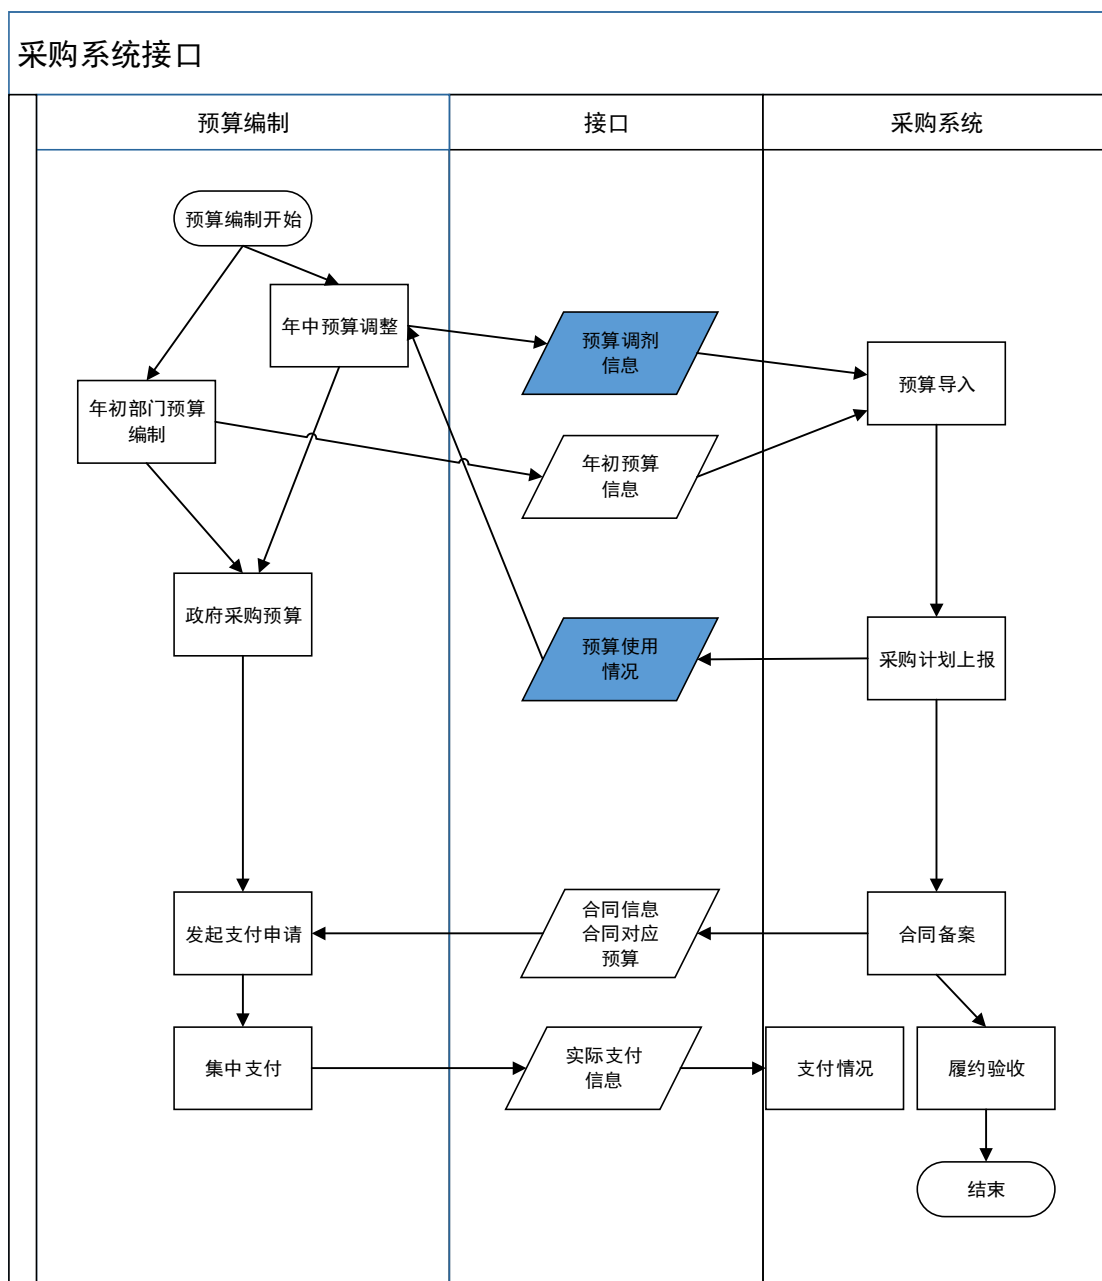 采购系统接口
预算编制
接口
采购系统
预算编制开始
年中预算调整
预算调剂
信息
预算导入
年初部门预算
编制
年初预算
信息
政府采购预算
预算使用
情况
采购计划上报
发起支付申请
合同信息
合同对应
预算
合同备案
集中支付
实际支付
信息
支付情况
履约验收
结束